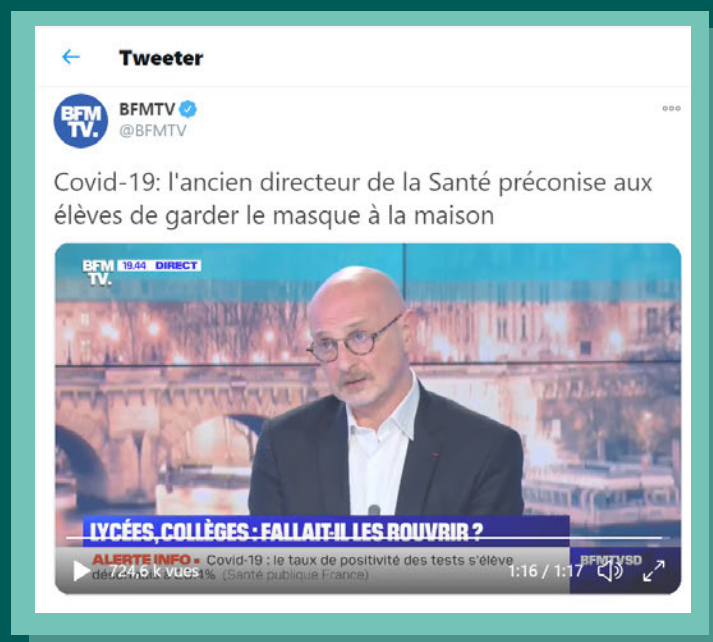 Tweeter
BFM
TV.
BFMTV
@BFMTV
Covid-19: l'ancien directeur de la Santé préconise aux
élèves de garder le masque à la maison
BFM 19.44 DIRECT
TV.
LYCÉES, COLLÈGES : FALLAIT-IL LES ROUVRIR ?
ALERTE INFO Covid-19 : le taux de positivité des tests s'élève
(Santé publique France)
BFMTVSD
724,6 k vues
1:16 / 1:17